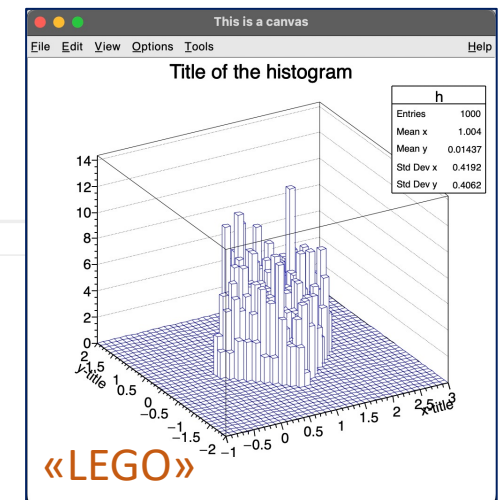 This is a canvas
File Edit View Options Tools Help
Title of the histogram
h
Entries 1000
Mean x 1.004
Mean y 0.01437
Std Dev x 0.4192
Std Dev y 0.4062
14
12
10
8
6
4
2
0
2
1.5
1
0.5
0
−0.5
−1
−1.5
−2
y-title
−1
−0.5
0
0.5
1
1.5
2
2.5
3
x-title
«LEGO»